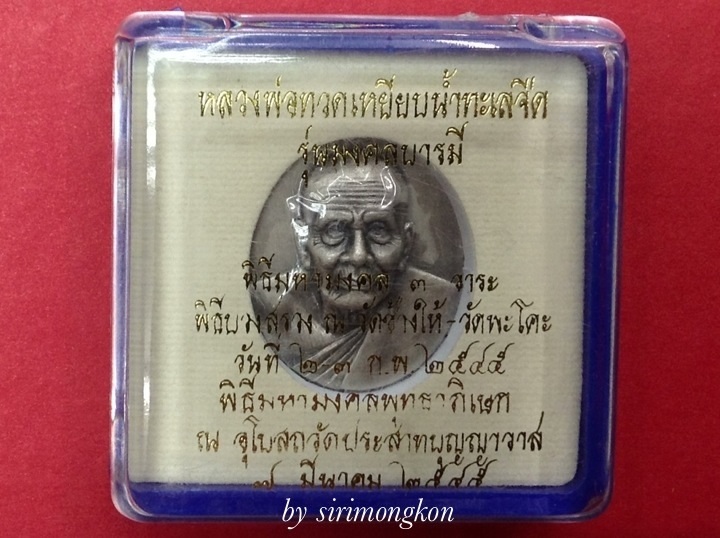 หลวงพ่อทวดเหยียบน้ำทะเลจืด
รุ่นมงคลบารมี
พิธีมหามงคล ๓ วาระ
พิธีบวงสรวง ณ วัดช้างให้-วัดพะโคะ
วันที่ ๒-๓ ก.พ. ๒๕๔๕
พิธีมหามงคลพุทธาภิเษก
ณ อุโบสถวัดประสาทบุญญาวาส
๗ มีนาคม ๒๕๔๕
by sirimongkon